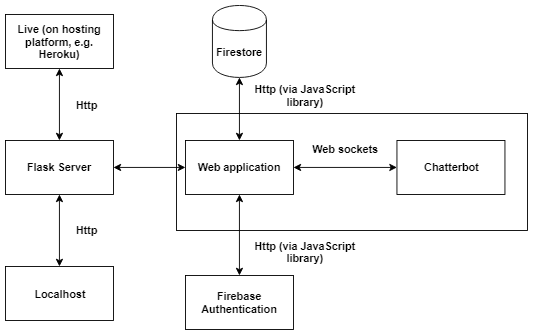 Live (on hosting
platform, e.g.
Heroku)
Firestore
Http
Http (via JavaScript
library)
Flask Server
Web application
Web sockets
Chatterbot
Http
Http (via JavaScript
library)
Localhost
Firebase
Authentication